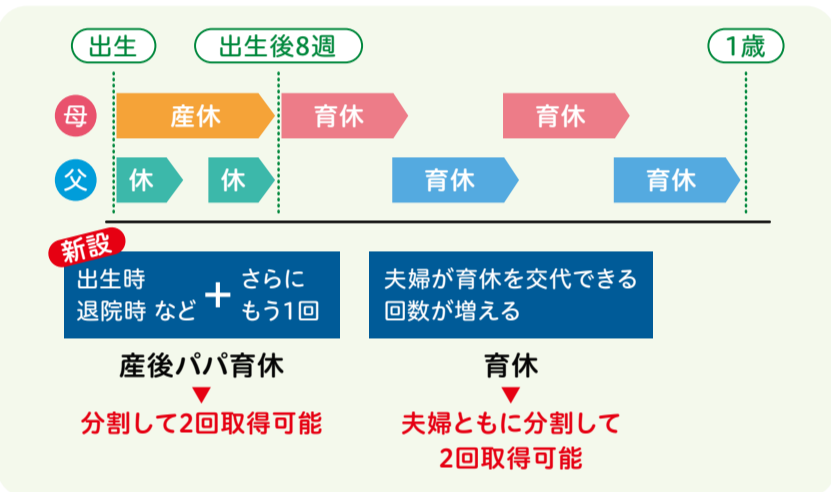 出生
出生後8週
1歳
母
産休
育休
育休
父
休
休
育休
育休
新設
出生時
退院時 など
+
さらに
もう1回
夫婦が育休を交代できる
回数が増える
産後パパ育休
育休
分割して2回取得可能
夫婦ともに分割して
2回取得可能